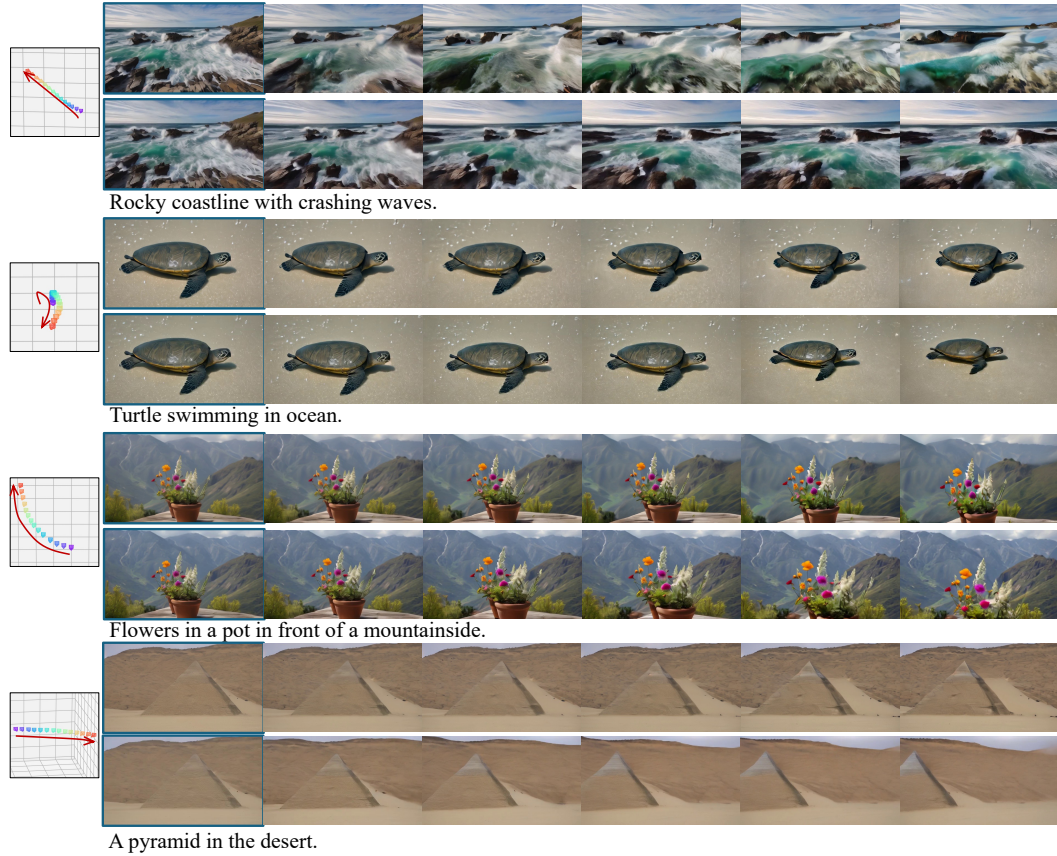 Rocky coastline with crashing waves.
Turtle swimming in ocean.
Flowers in a pot in front of a mountainside.
A pyramid in the desert.